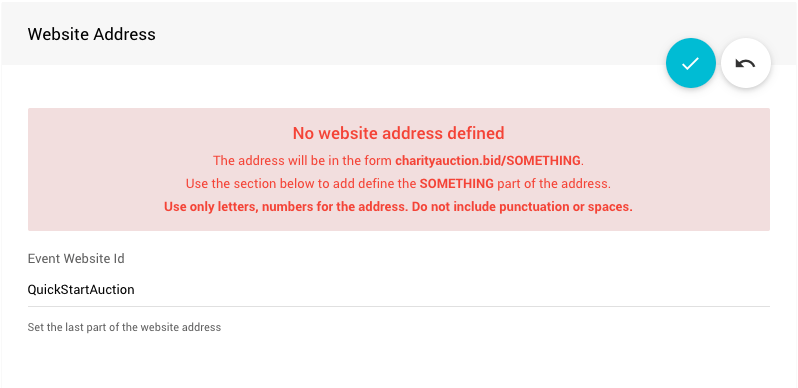 Website Address
No website address defined
The address will be in the form charityauction.bid/SOMETHING.
Use the section below to add define the SOMETHING part of the address.
Use only letters, numbers for the address. Do not include punctuation or spaces.
Event Website Id
QuickStartAuction
Set the last part of the website address